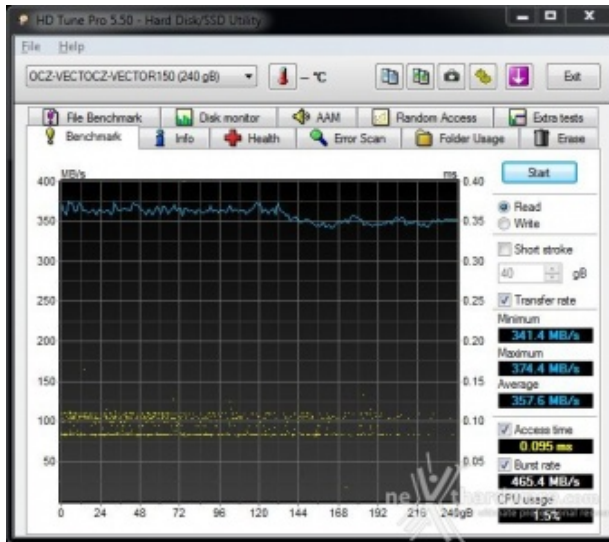 HD Tune Pro 5.50 - Hard Disk/SSD Utility
File Help
OCZ-VECTOCZ-VECTOR150 (240 gB) – °C Exit
File Benchmark Disk monitor AAM Random Access Extra tests
Benchmark Info Health Error Scan Folder Usage Erase
MB/s ms
Start
400 0.40
350 0.35
300 0.30
250 0.25
200 0.20
150 0.15
100 0.10
50 0.05
0 24 48 72 96 120 144 168 192 216 240gB
Read
Write
Short stroke
40 gB
Transfer rate
Minimum
341.4 MB/s
Maximum
374.4 MB/s
Average
357.6 MB/s
Access time
0.095 ms
Burst rate
465.4 MB/s
CPU usage
1.5%